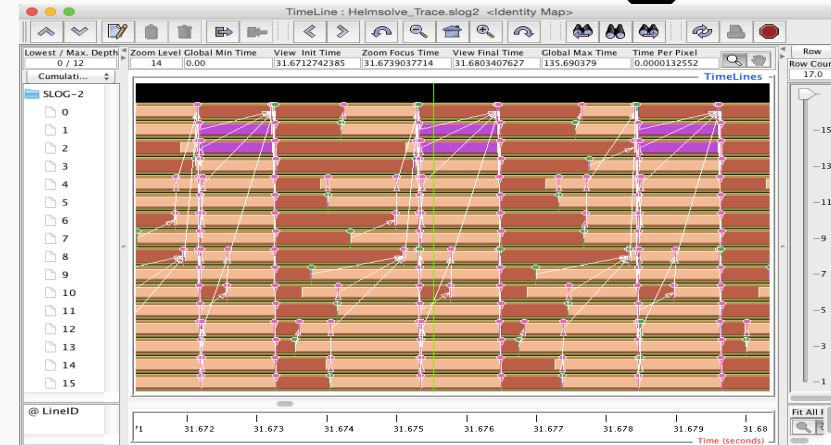 TimeLine : Helmsolve_Trace.slog2 <Identity Map>
Lowest / Max. Depth Zoom Level Global Min Time View Init Time Zoom Focus Time View Final Time Global Max Time Time Per Pixel Row
0 / 12 14 0.00 31.6712742385 31.6739037714 31.6803407627 135.690379 0.0000132552 Row Coun
Cumulati... 17.0
TimeLines
SLOG-2
0
1
2
3
4
5
6
7
8
9
10
11
12
13
14
15
15
13
11
9
7
5
3
1
@ LineID
Fit All R
'1 31.672 31.673 31.674 31.675 31.676 31.677 31.678 31.679 31.68
Time (seconds)